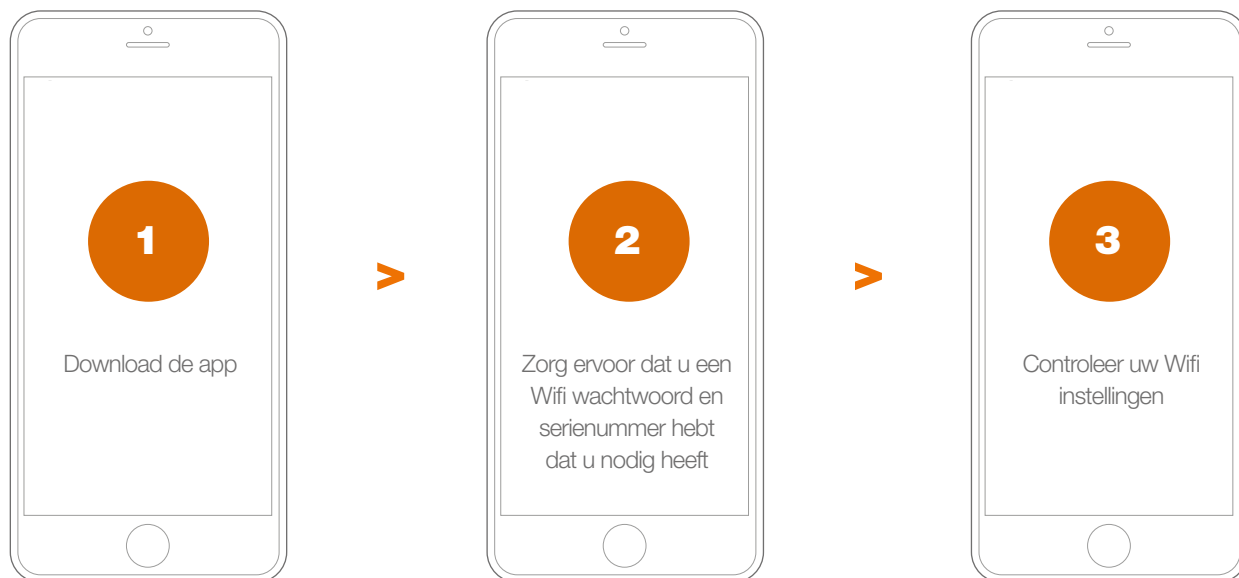 1
Download de app
>
2
Zorg ervoor dat u een
Wifi wachtwoord en
serienummer hebt
dat u nodig heeft
>
3
Controleer uw Wifi
instellingen